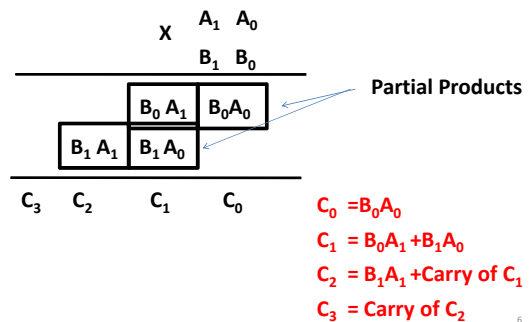 X A₁ A₀
B₁ B₀
Partial Products
B₀ A₁ B₀A₀
B₁ A₁ B₁ A₀
C₃ C₂ C₁ C₀
C₀ =B₀A₀
C₁ = B₀A₁ +B₁A₀
C₂ = B₁A₁ +Carry of C₁
C₃ = Carry of C₂
6